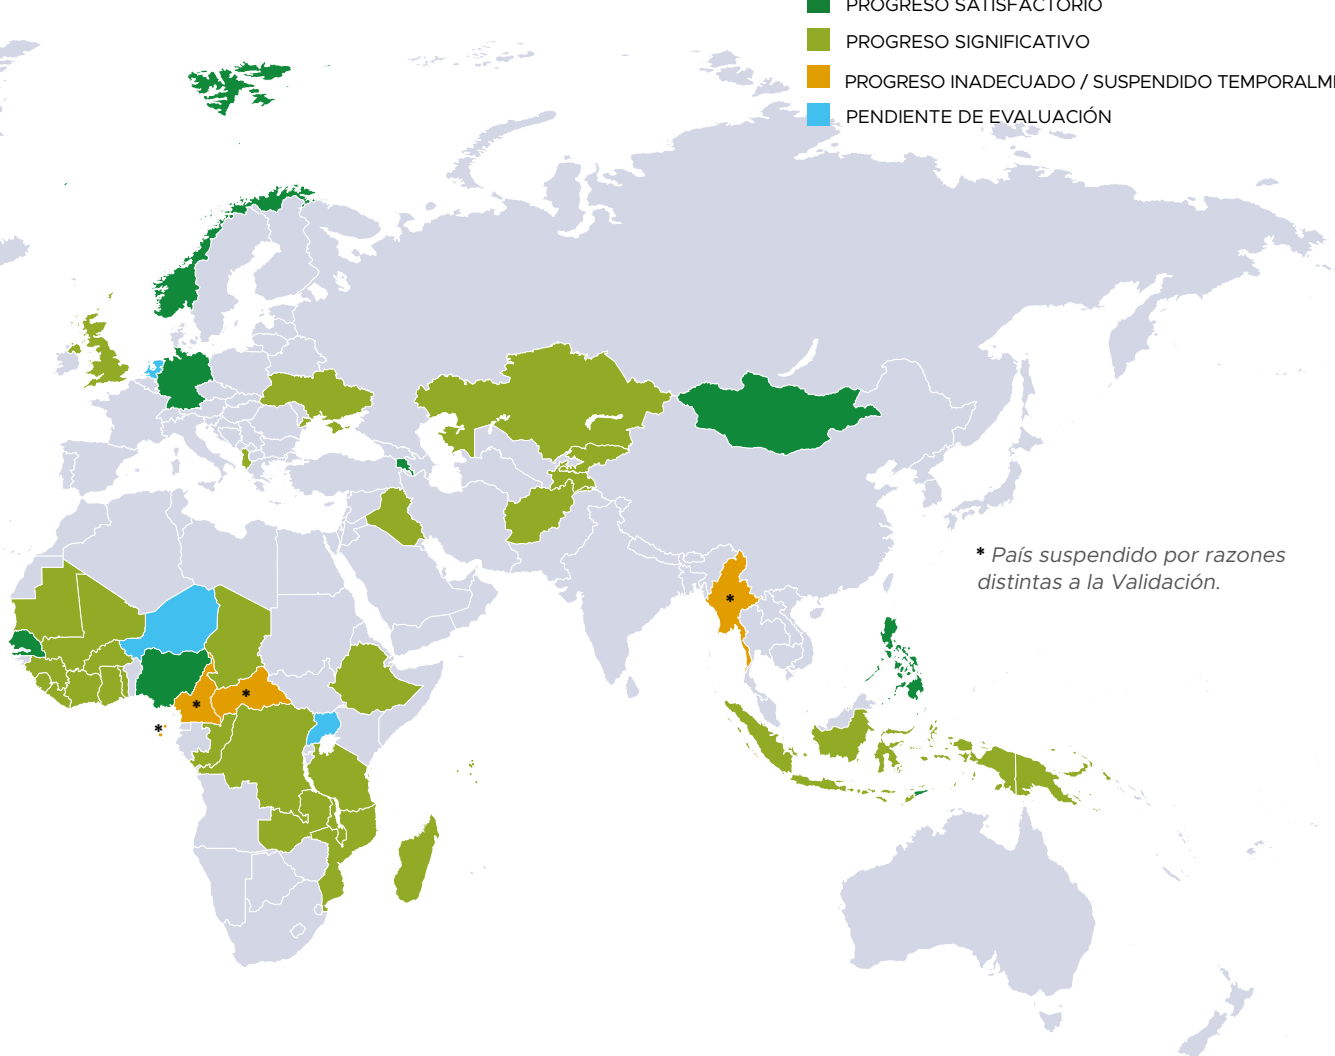 PROGRESO SATISFACTORIO
PROGRESO SIGNIFICATIVO
PROGRESO INADECUADO / SUSPENDIDO TEMPORALM
PENDIENTE DE EVALUACIÓN
* País suspendido por razones
distintas a la Validación.
*
*
*
*